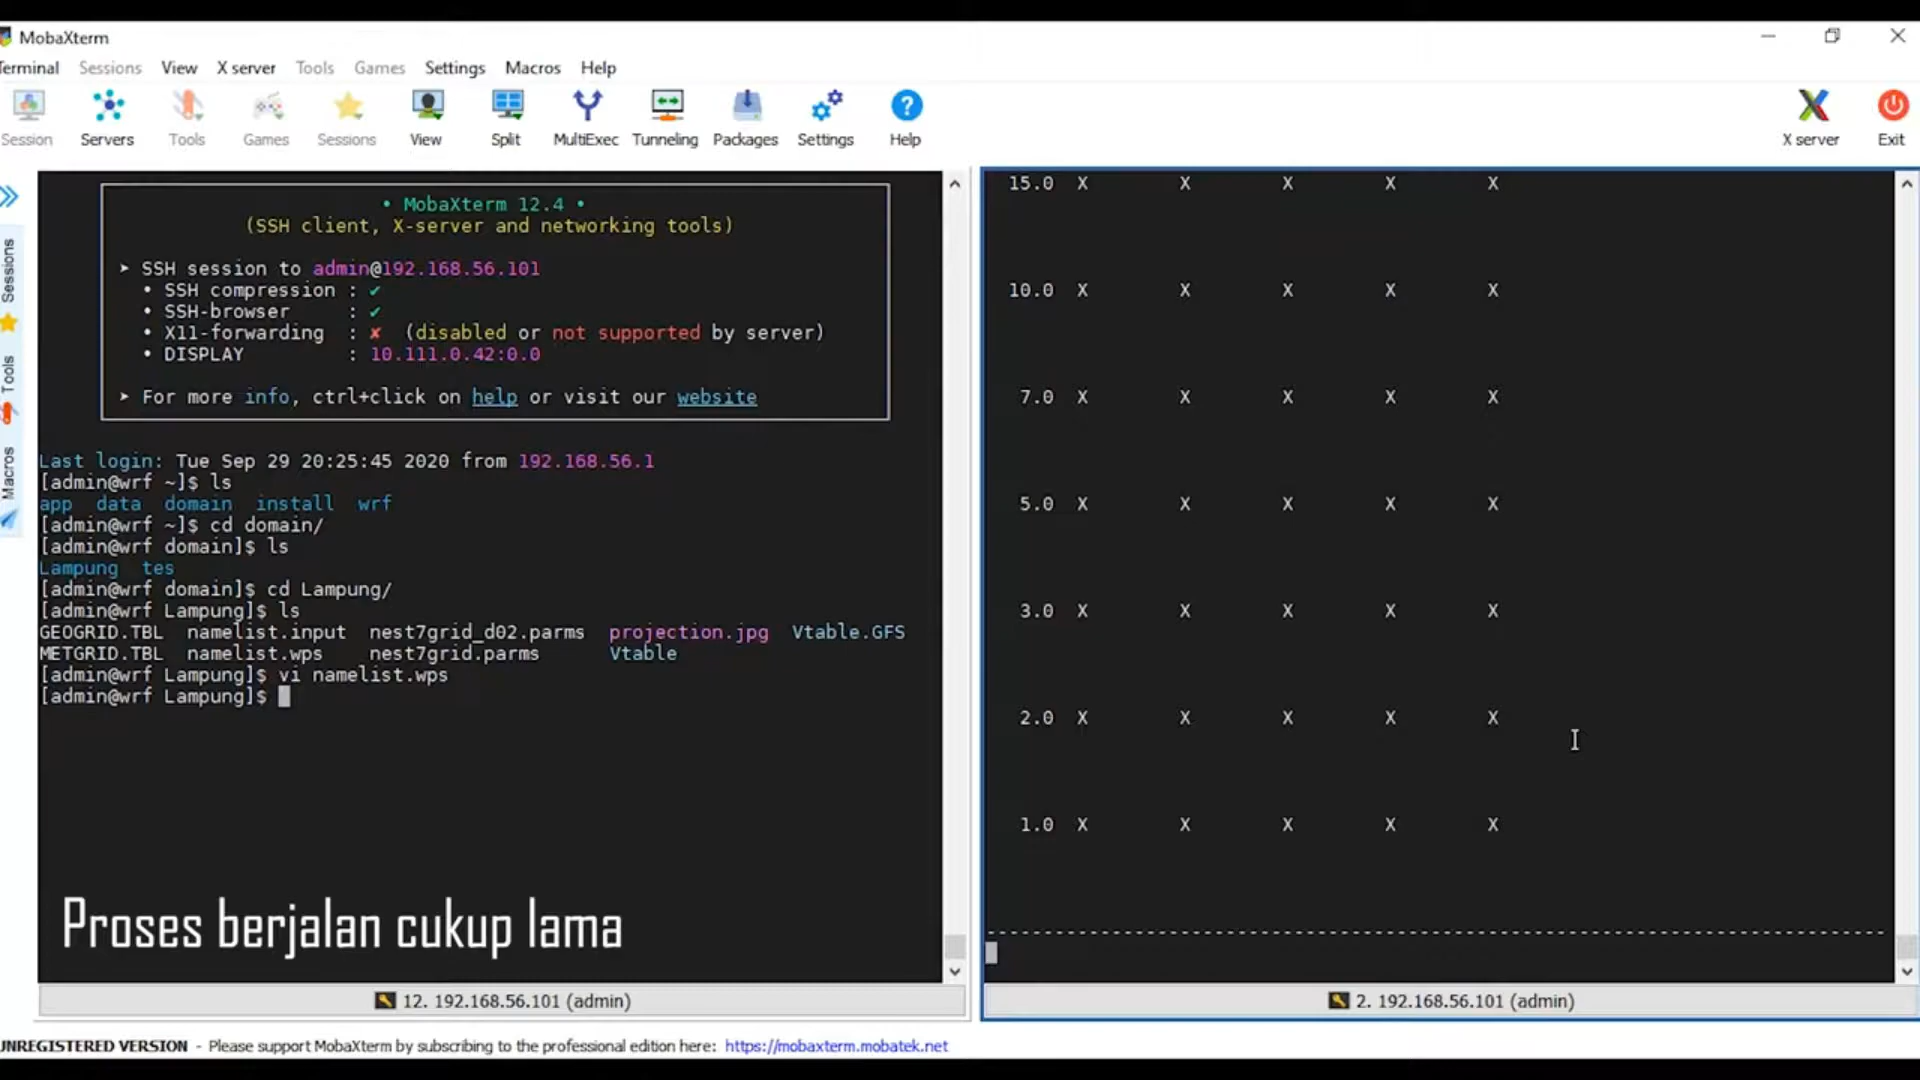 MobaXterm
Terminal Sessions View X server Tools Games Settings Macros Help
Session Servers Tools Games Sessions View Split MultiExec Tunneling Packages Settings Help X server Exit
Sessions
Tools
Macros
• MobaXterm 12.4 •
(SSH client, X-server and networking tools)
➤ SSH session to admin@192.168.56.101
• SSH compression : ✔
• SSH-browser : ✔
• X11-forwarding : ✘ (disabled or not supported by server)
• DISPLAY : 10.111.0.42:0.0
➤ For more info, ctrl+click on help or visit our website
Last login: Tue Sep 29 20:25:45 2020 from 192.168.56.1
[admin@wrf ~]$ ls
app data domain install wrf
[admin@wrf ~]$ cd domain/
[admin@wrf domain]$ ls
Lampung tes
[admin@wrf domain]$ cd Lampung/
[admin@wrf Lampung]$ ls
GEOGRID.TBL namelist.input nest7grid_d02.parms projection.jpg Vtable.GFS
METGRID.TBL namelist.wps nest7grid.parms Vtable
[admin@wrf Lampung]$ vi namelist.wps
[admin@wrf Lampung]$
Proses berjalan cukup lama
12. 192.168.56.101 (admin)
15.0 X X X X X
10.0 X X X X X
7.0 X X X X X
5.0 X X X X X
3.0 X X X X X
2.0 X X X X X
1.0 X X X X X
--------------------------------------------------------------------------------
2. 192.168.56.101 (admin)
UNREGISTERED VERSION - Please support MobaXterm by subscribing to the professional edition here: https://mobaxterm.mobatek.net